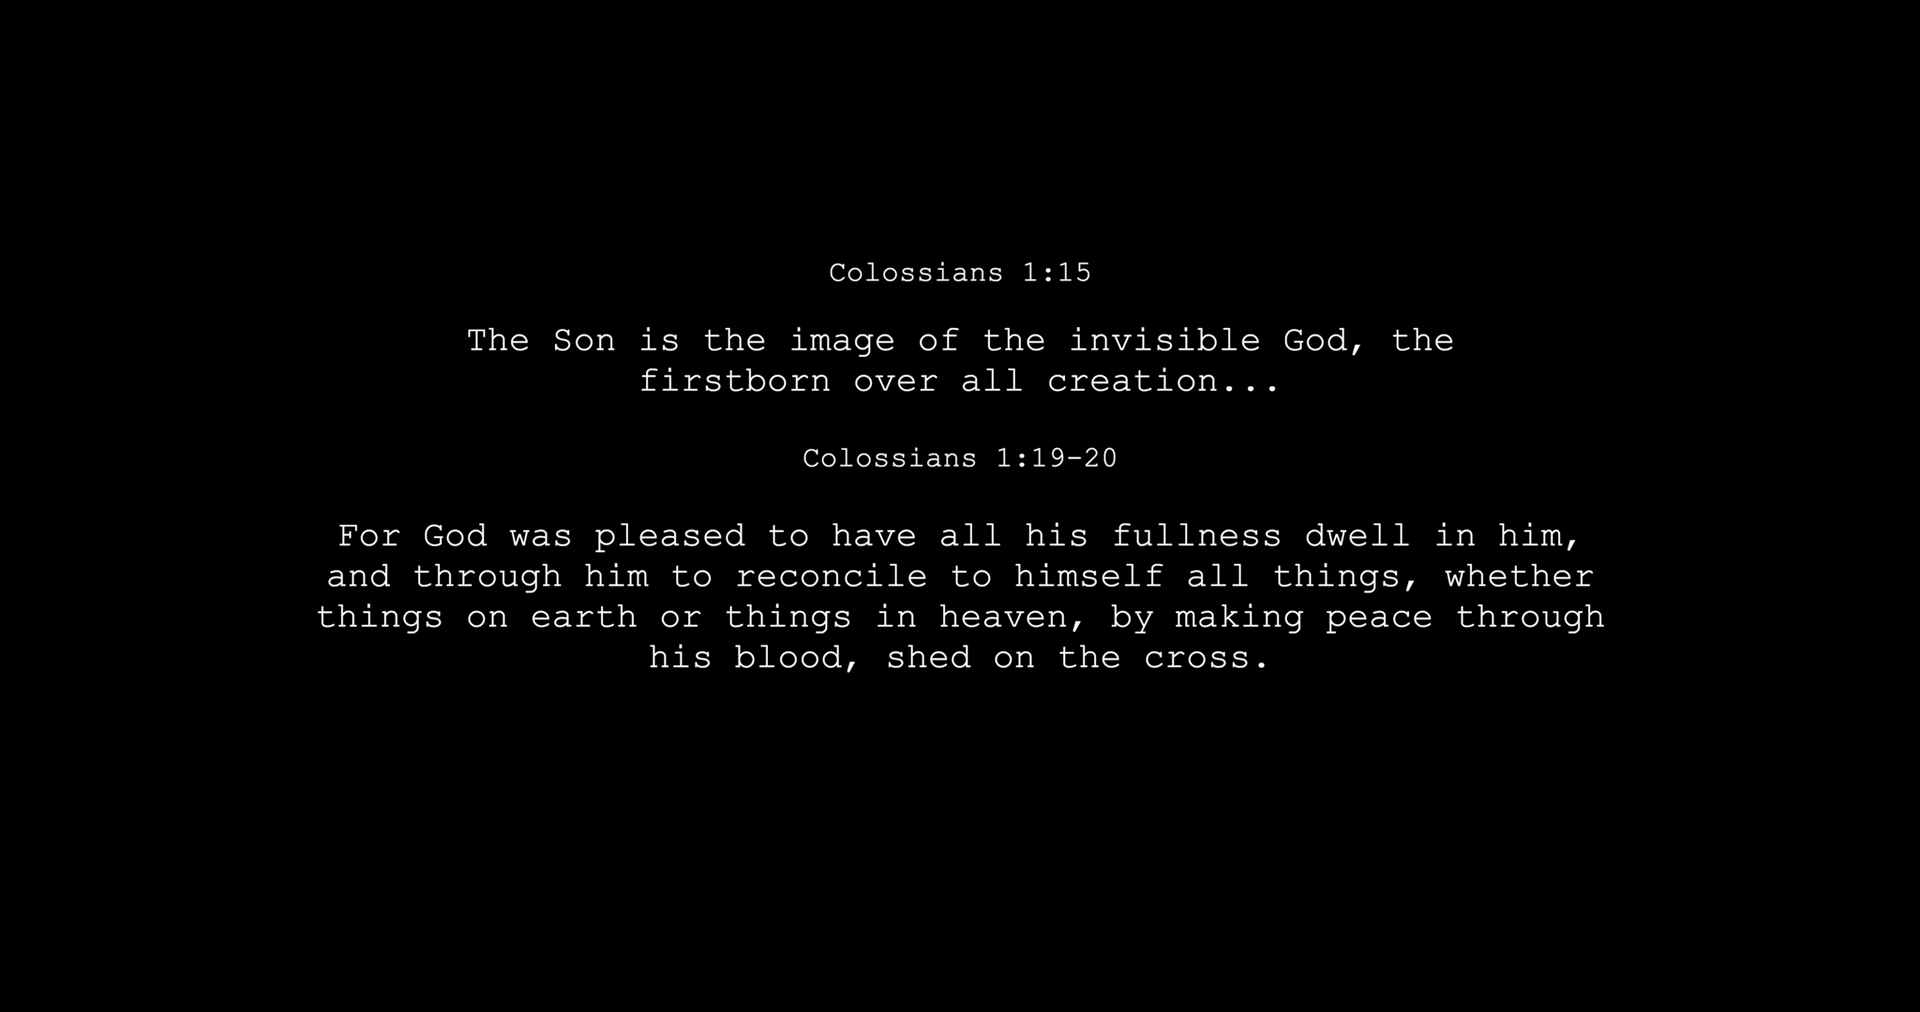 Colossians 1:15
The Son is the image of the invisible God, the
firstborn over all creation...
Colossians 1:19-20
For God was pleased to have all his fullness dwell in him,
and through him to reconcile to himself all things, whether
things on earth or things in heaven, by making peace through
his blood, shed on the cross.